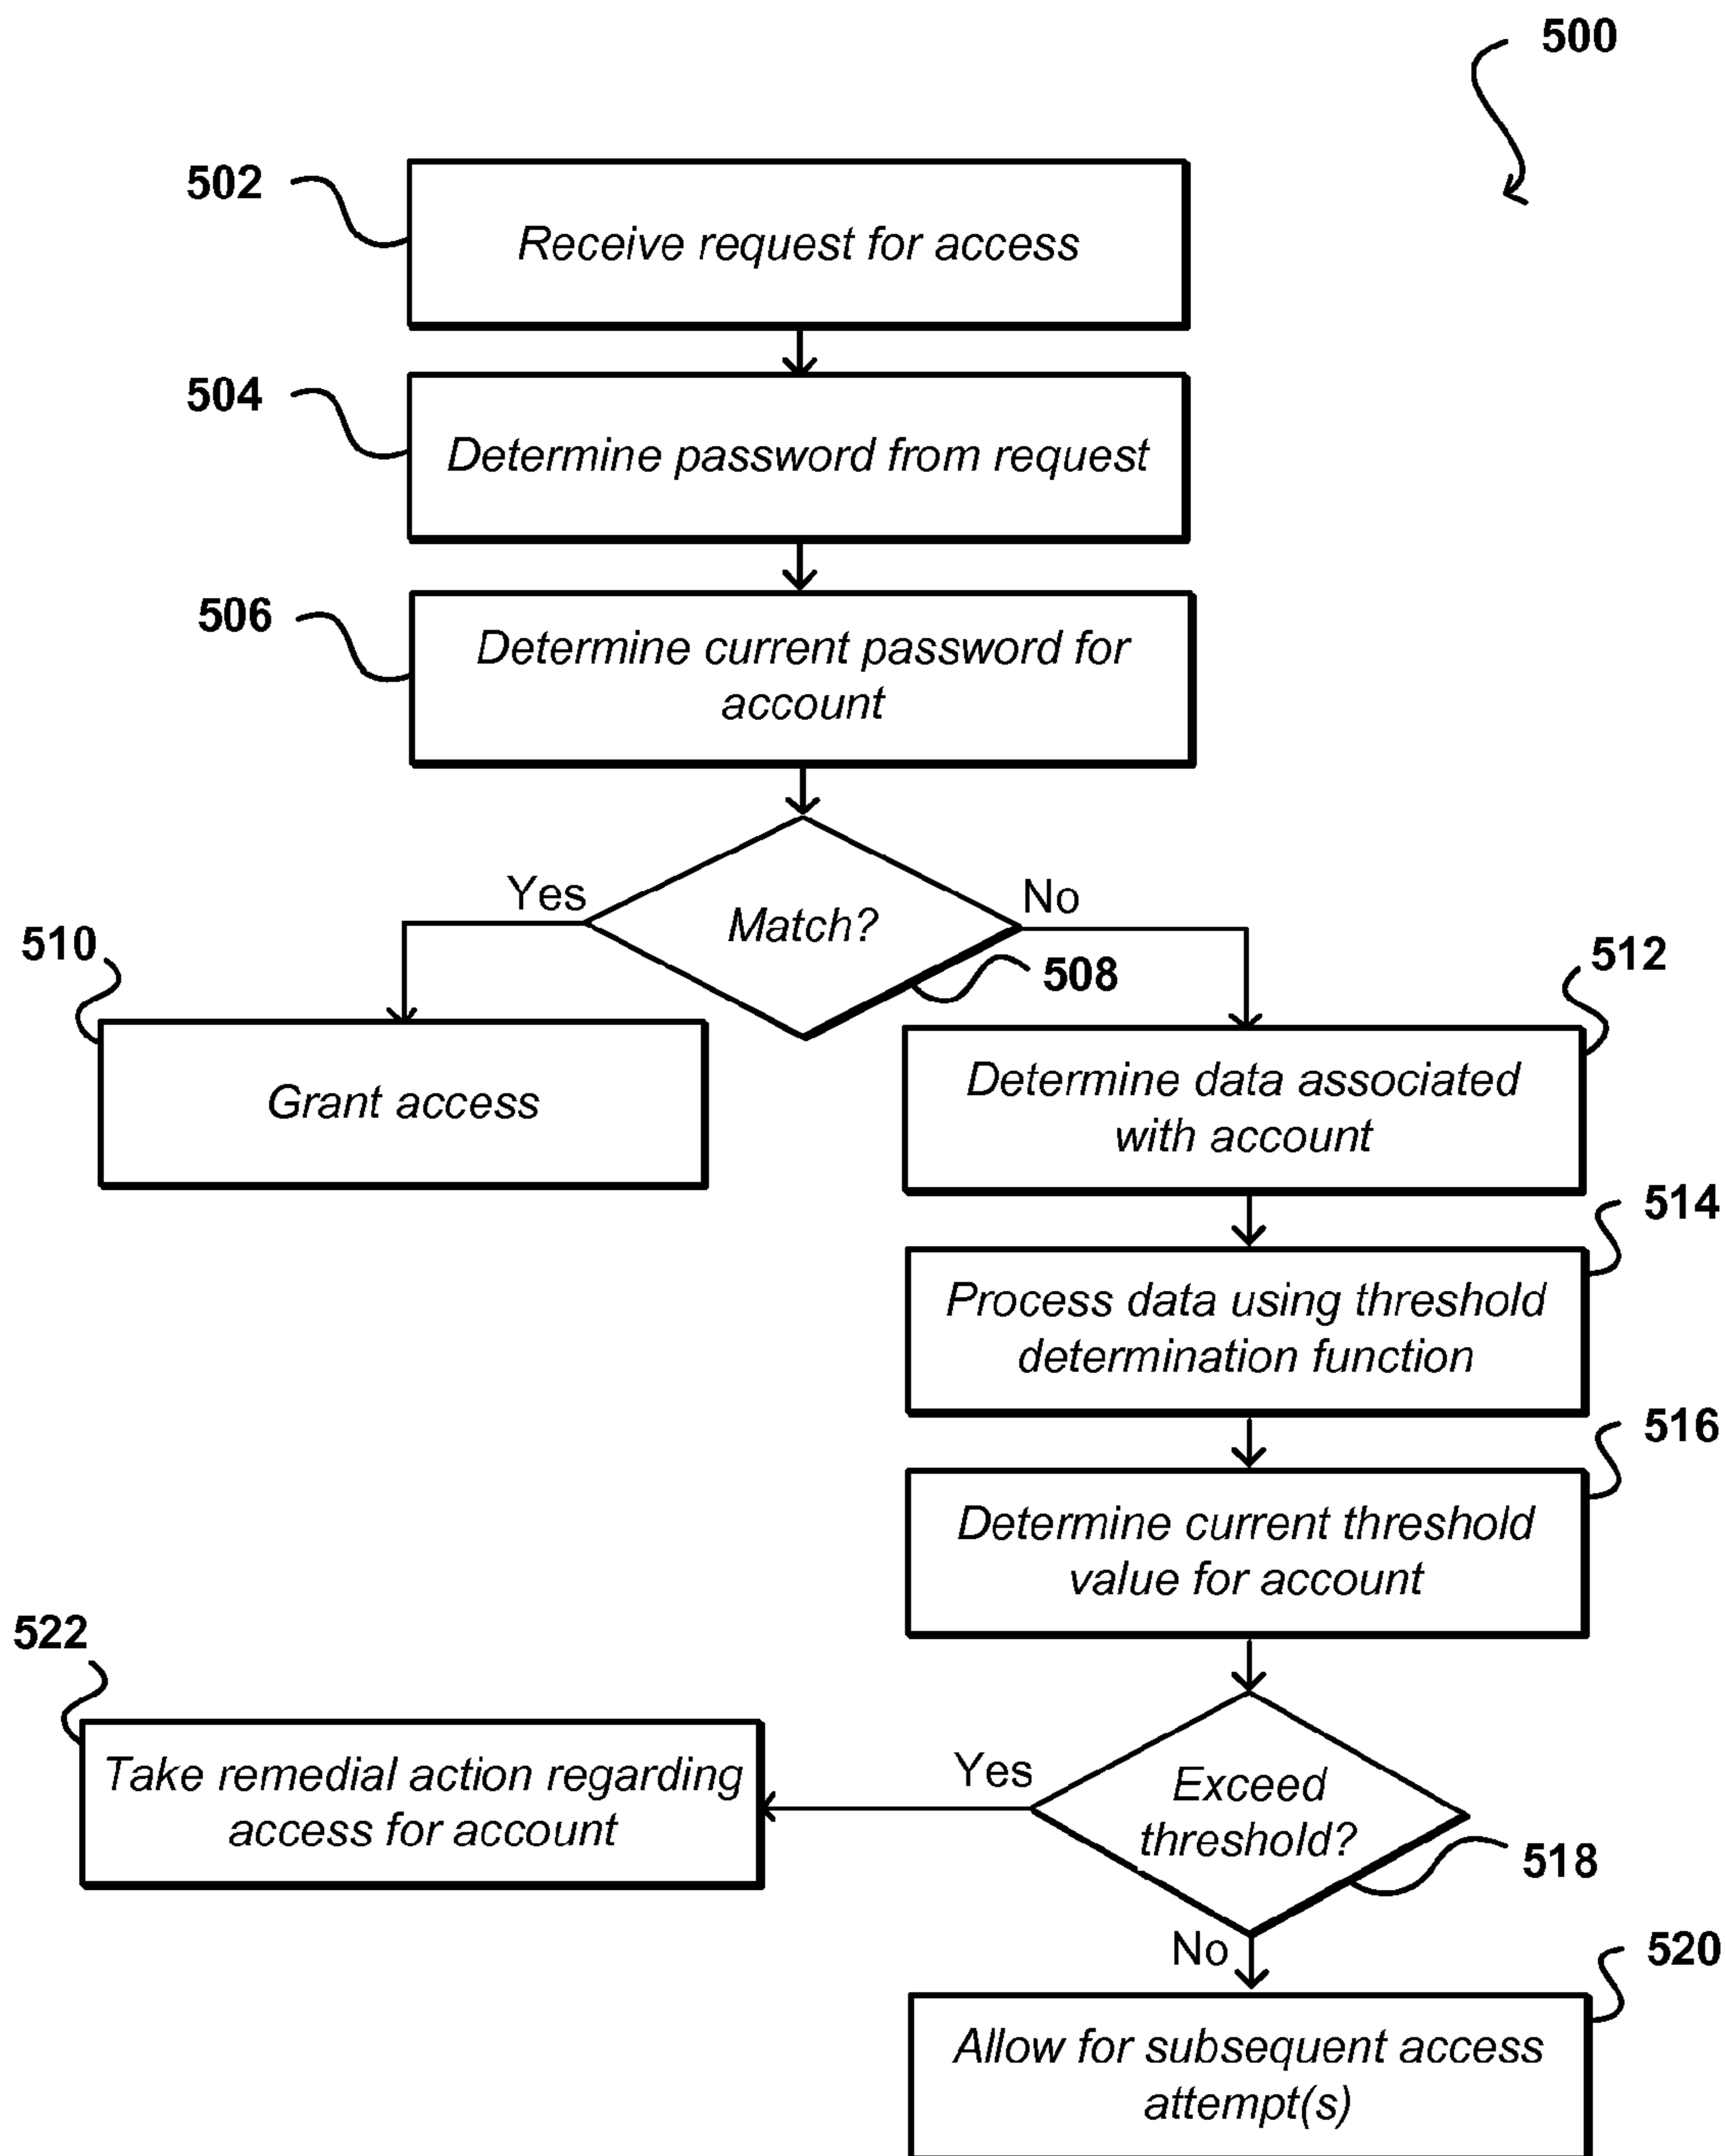 500
502
Receive request for access
504
Determine password from request
506
Determine current password for
account
Yes
Match?
No
508
510
Grant access
512
Determine data associated
with account
514
Process data using threshold
determination function
516
Determine current threshold
value for account
522
Take remedial action regarding
access for account
Yes
Exceed
threshold?
518
No
520
Allow for subsequent access
attempt(s)